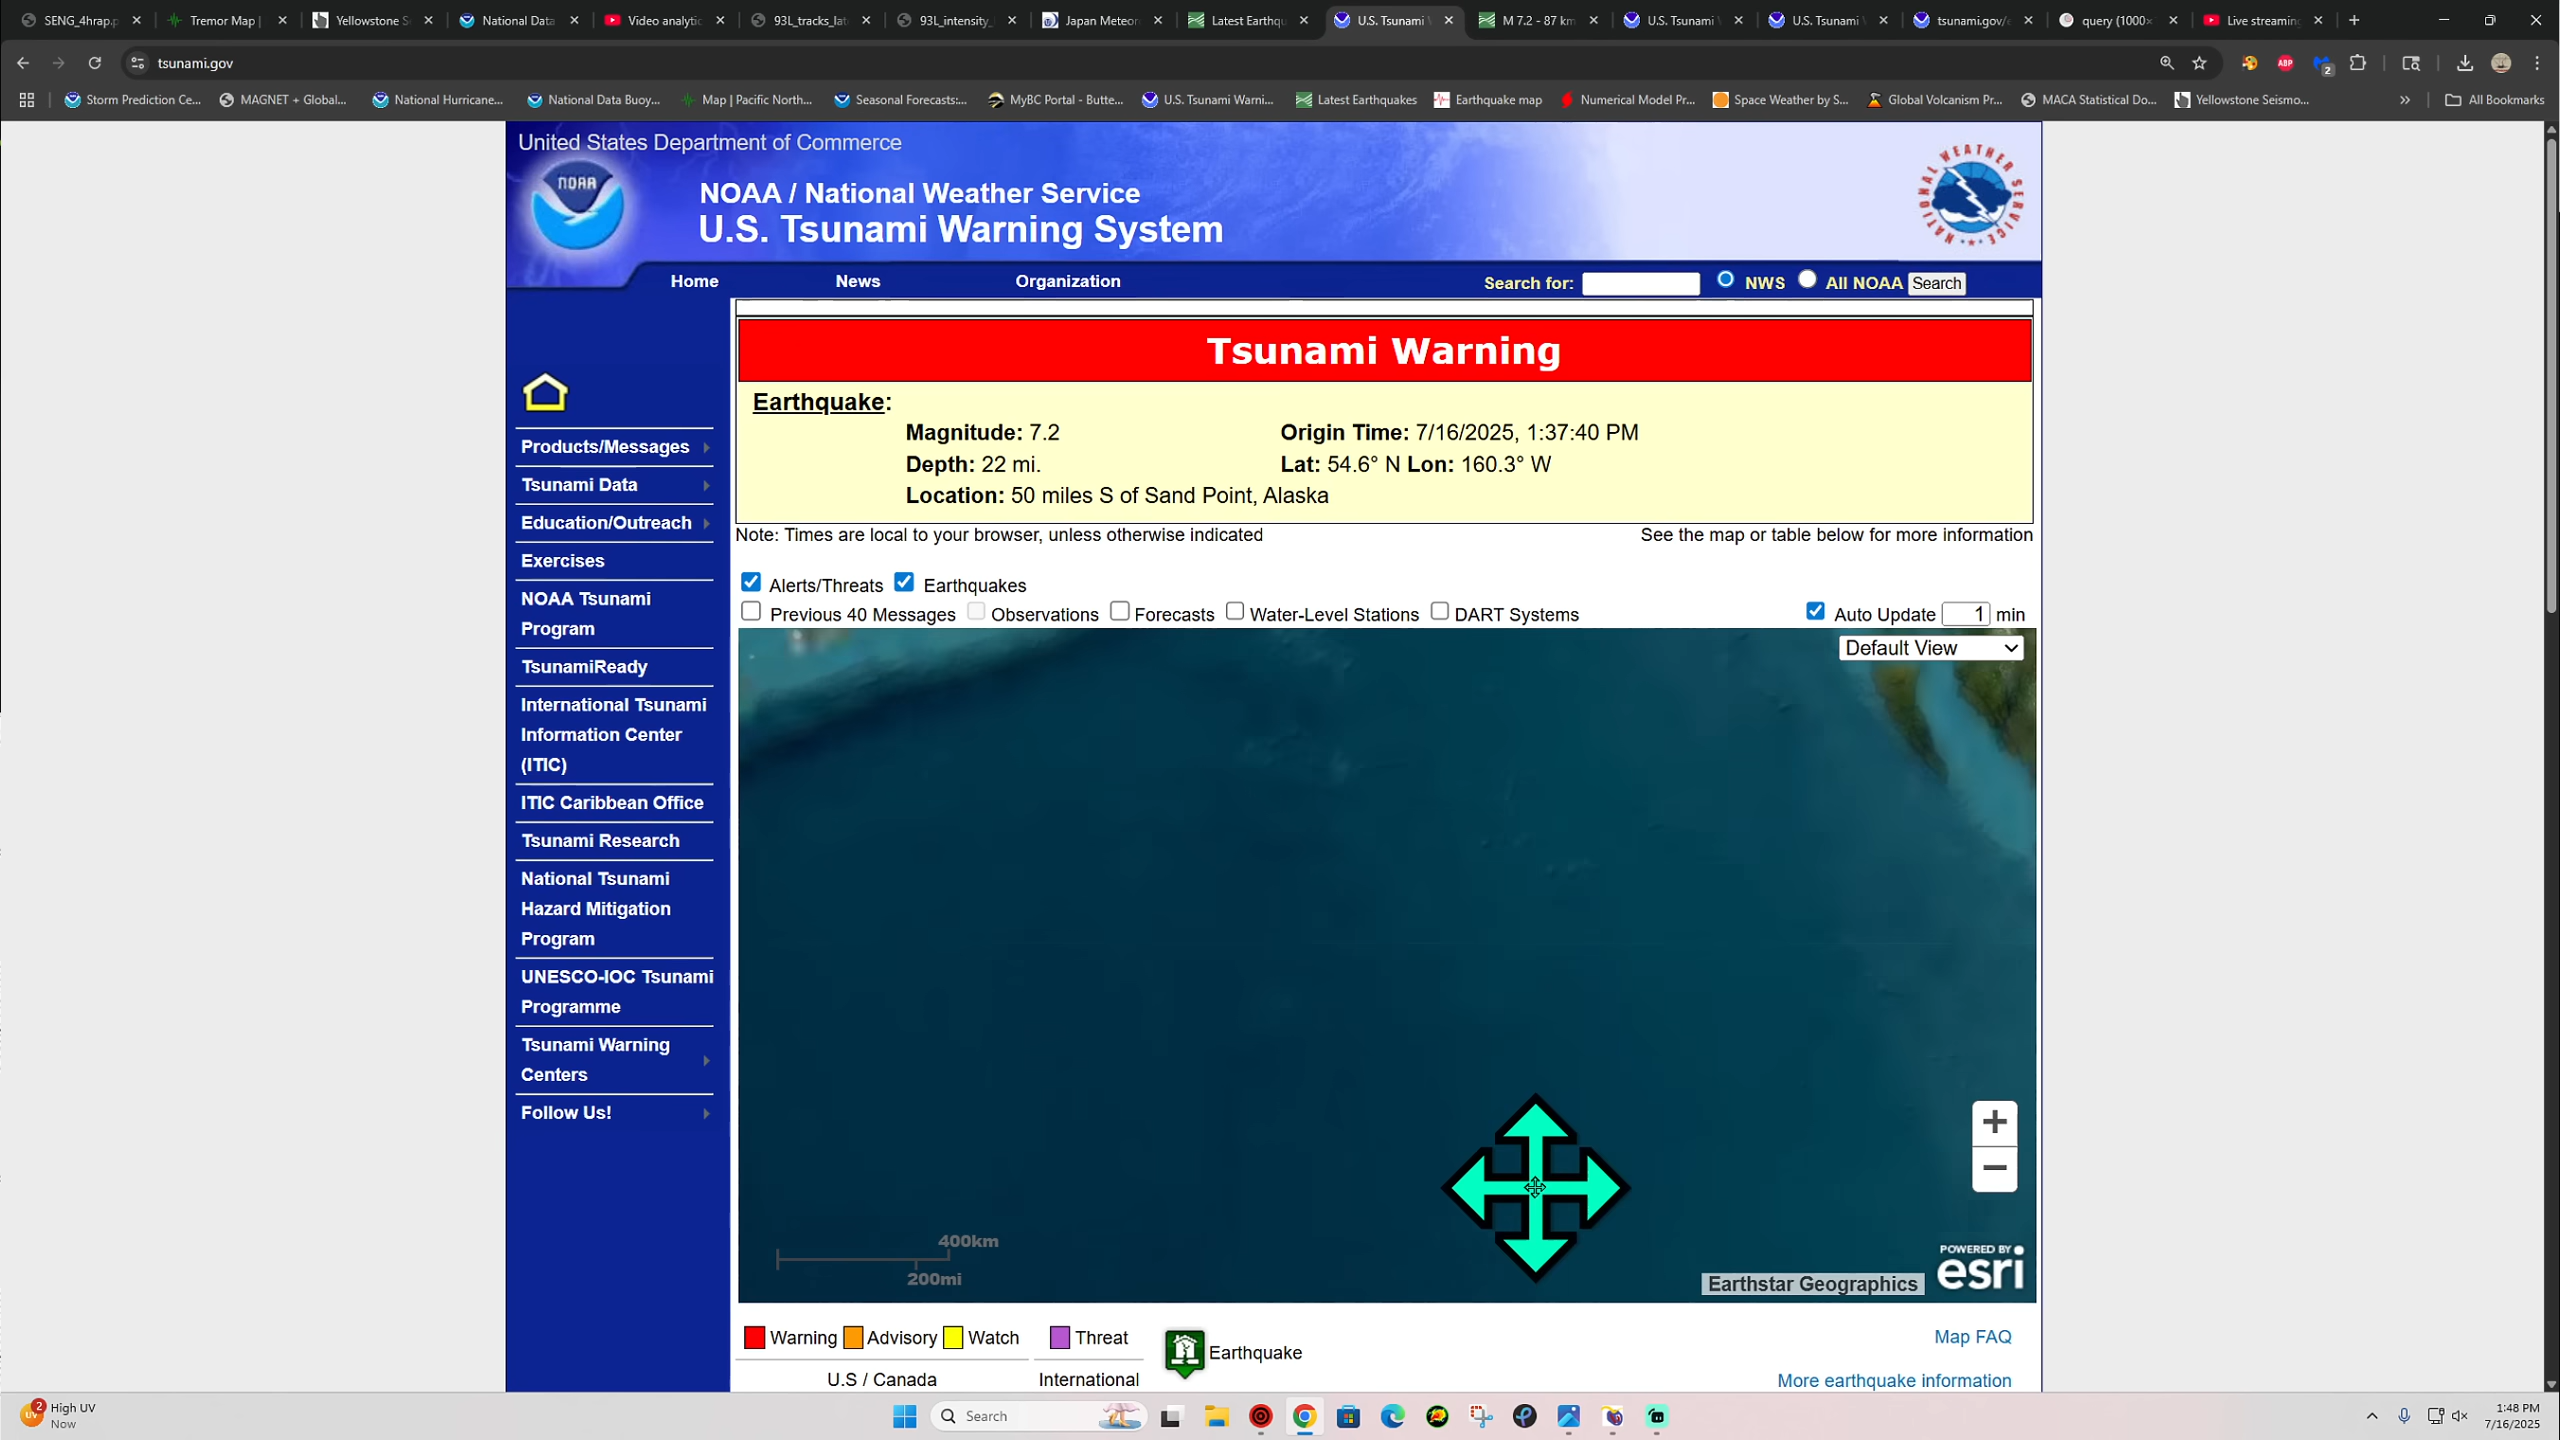 SENG_4hrap.p
Tremor Map |
Yellowstone S
National Data
Video analytic
93L_tracks_lat
93L_intensity_
Japan Meteor
Latest Earthqu
U.S. Tsunami
M 7.2 - 87 km
U.S. Tsunami
U.S. Tsunami
tsunami.gov/e
query (1000×
Live streaming
tsunami.gov
ABP
2
Storm Prediction Ce...
MAGNET + Global...
National Hurricane...
National Data Buoy...
Map | Pacific North...
Seasonal Forecasts:...
MyBC Portal - Butte...
U.S. Tsunami Warni...
Latest Earthquakes
Earthquake map
Numerical Model Pr...
Space Weather by S...
Global Volcanism Pr...
MACA Statistical Do...
Yellowstone Seismo...
All Bookmarks
United States Department of Commerce
NOAA
NOAA / National Weather Service
U.S. Tsunami Warning System
NATIONAL WEATHER SERVICE
Home
News
Organization
Search for:
NWS
All NOAA
Search
Tsunami Warning
Earthquake:
Magnitude: 7.2
Origin Time: 7/16/2025, 1:37:40 PM
Depth: 22 mi.
Lat: 54.6° N Lon: 160.3° W
Location: 50 miles S of Sand Point, Alaska
Note: Times are local to your browser, unless otherwise indicated
See the map or table below for more information
Alerts/Threats
Earthquakes
Previous 40 Messages
Observations
Forecasts
Water-Level Stations
DART Systems
Auto Update 1 min
Default View
Products/Messages
Tsunami Data
Education/Outreach
Exercises
NOAA Tsunami
Program
TsunamiReady
International Tsunami
Information Center
(ITIC)
ITIC Caribbean Office
Tsunami Research
National Tsunami
Hazard Mitigation
Program
UNESCO-IOC Tsunami
Programme
Tsunami Warning
Centers
Follow Us!
+
−
400km
200mi
POWERED BY
esri
Earthstar Geographics
Warning
Advisory
Watch
Threat
Earthquake
U.S / Canada
International
Map FAQ
More earthquake information
2
UV
High UV
Now
Search
1:48 PM
7/16/2025